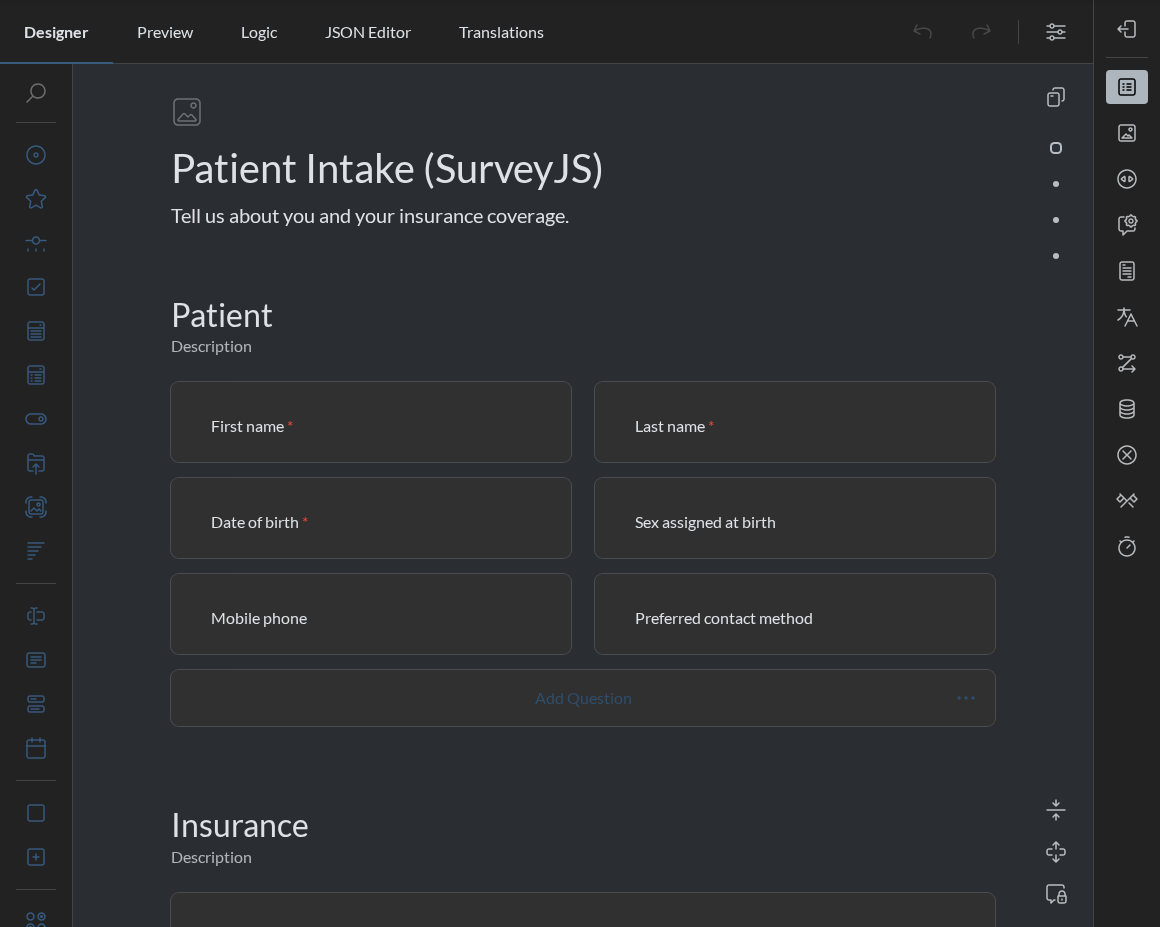 Designer
Preview
Logic
JSON Editor
Translations
Patient Intake (SurveyJS)
Tell us about you and your insurance coverage.
Patient
Description
First name *
Last name *
Date of birth *
Sex assigned at birth
Mobile phone
Preferred contact method
Add Question
Insurance
Description